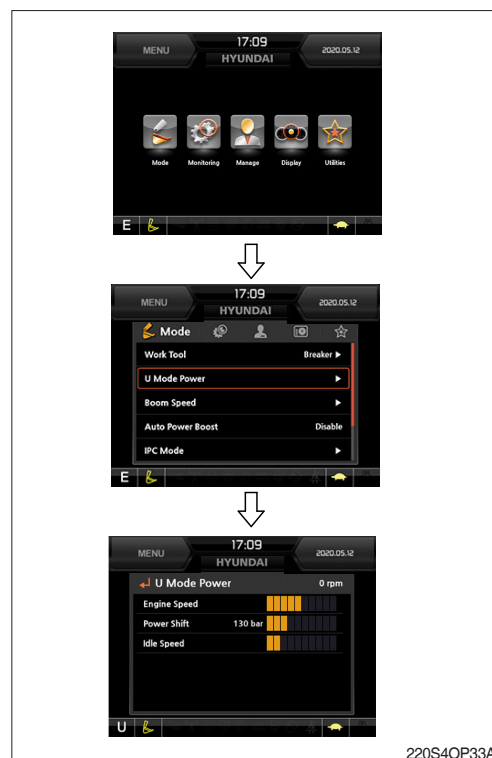 17:09
MENU 2020.05.12
HYUNDAI
Mode Monitoring Manage Display Utilities
E
17:09
MENU 2020.05.12
HYUNDAI
Mode
Work Tool Breaker ▶
U Mode Power ▶
Boom Speed ▶
Auto Power Boost Disable
IPC Mode ▶
E
17:09
MENU 2020.05.12
HYUNDAI
U Mode Power 0 rpm
Engine Speed
Power Shift 130 bar
Idle Speed
U
220S4OP33A